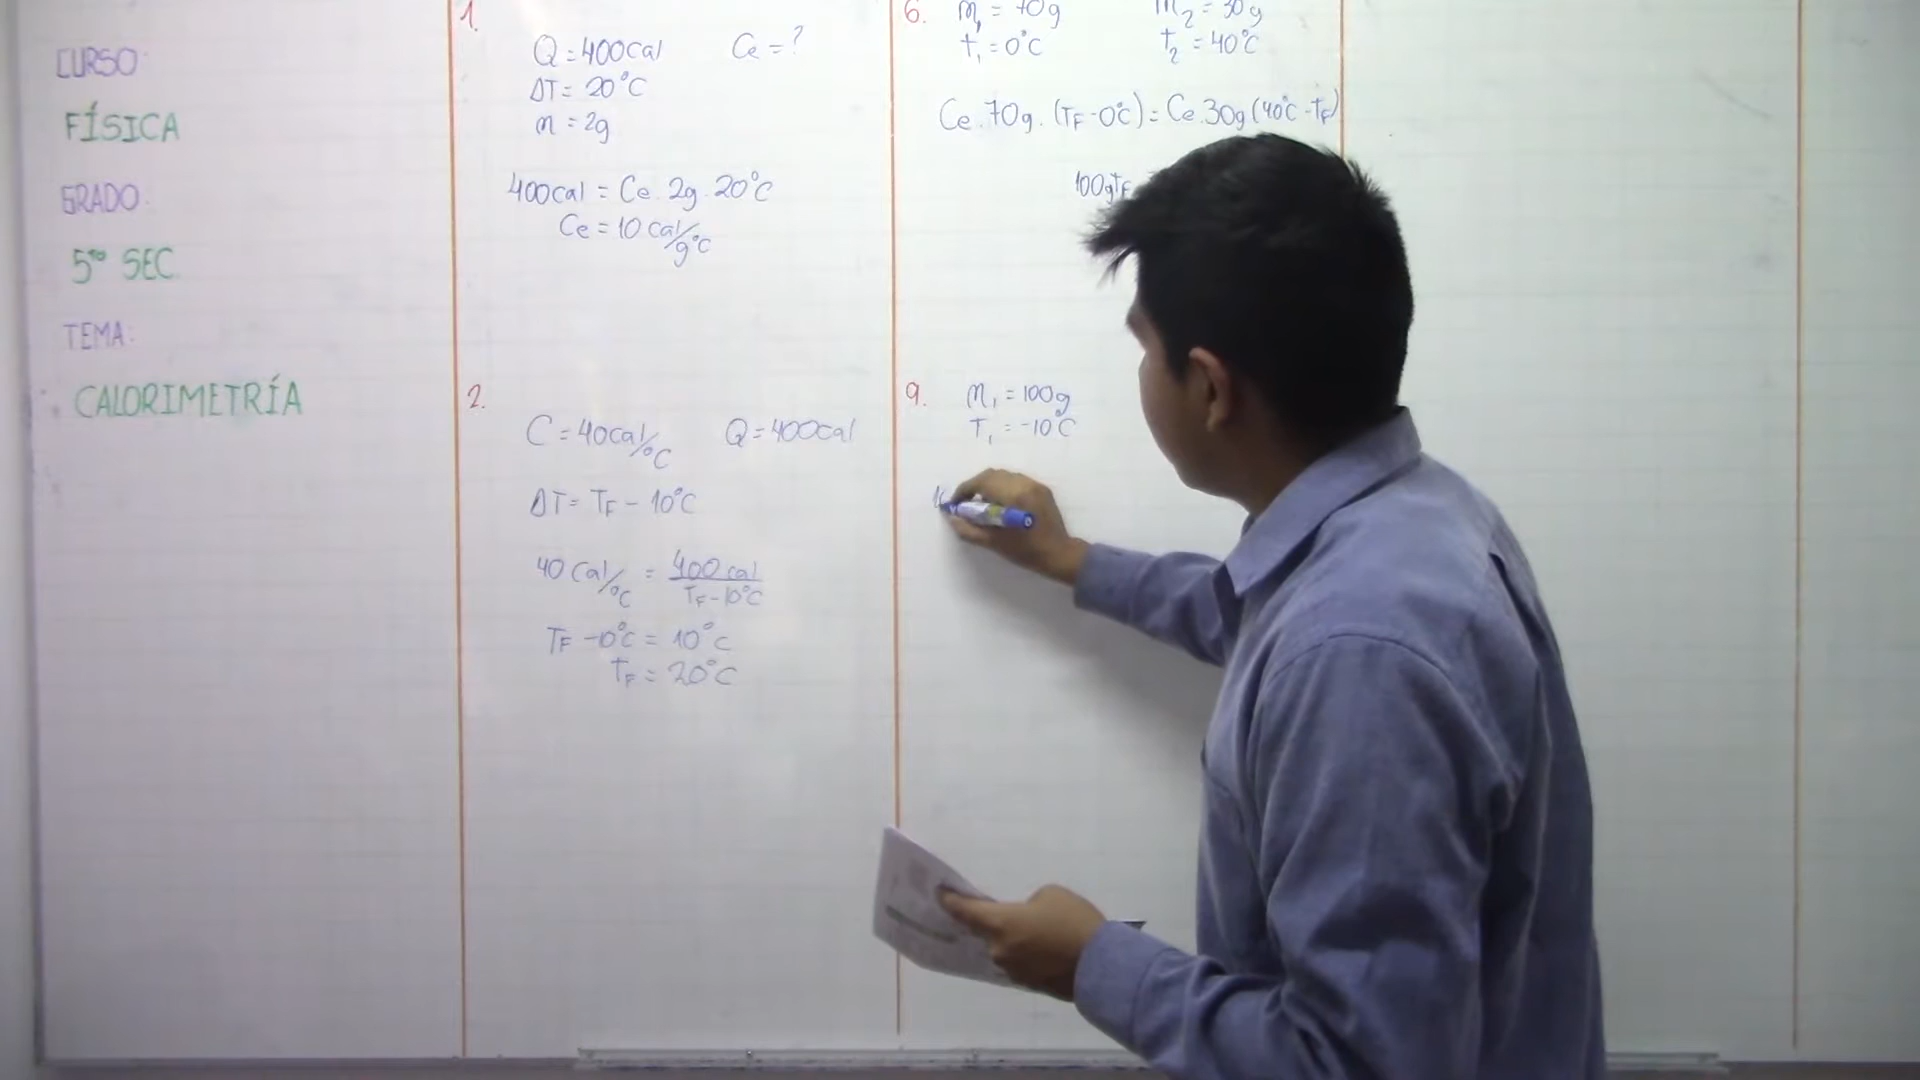 CURSO:
FÍSICA
GRADO:
5to SEC.
TEMA:
CALORIMETRÍA
1.
Q = 400cal Ce = ?
ΔT = 20°C
m = 2g
400cal = Ce. 2g. 20°C
Ce = 10 cal/g°C
2.
C = 40cal/°C Q = 400cal
ΔT = TF - 10°C
40 cal/°C = 400 cal / TF - 10°C
TF - 10°C = 10°C
TF = 20°C
6. m1 = 70g m2 = 30g
t1 = 0°C t2 = 40°C
Ce. 70g. (TF - 0°C) = Ce. 30g (40°C - TF)
100gTF
9. m1 = 100g
T1 = -10°C